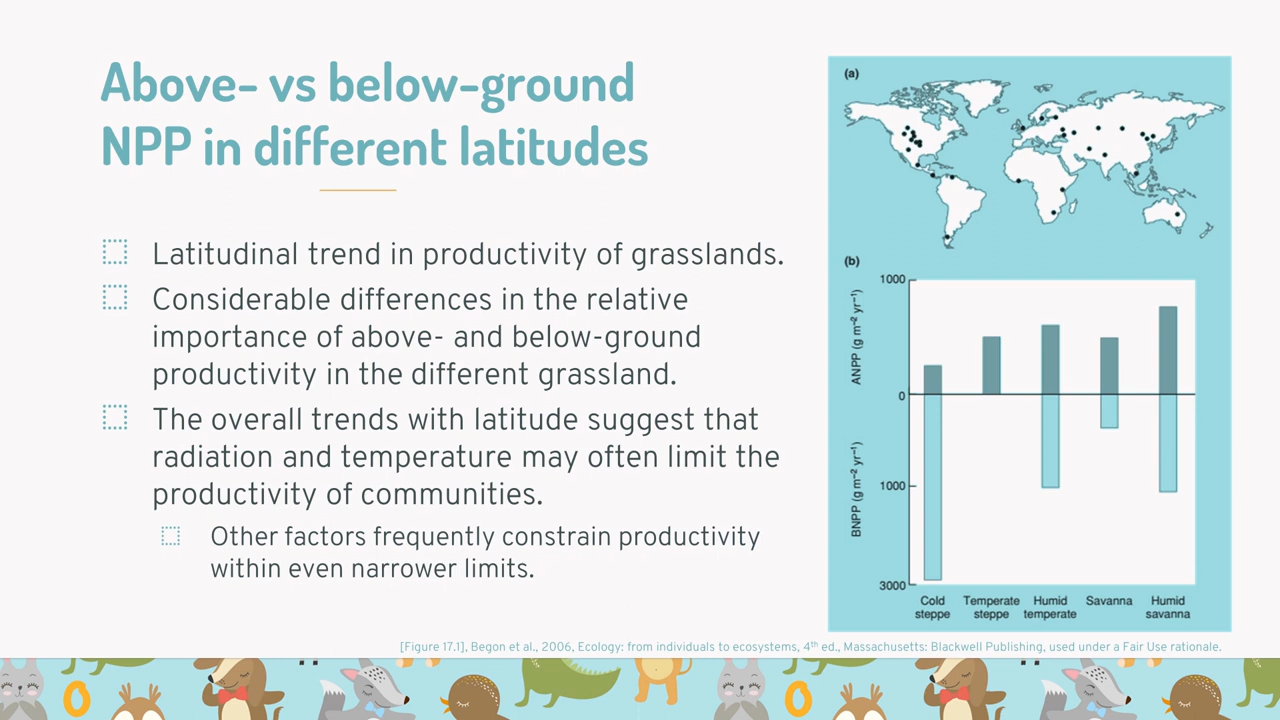 Above- vs below-ground
NPP in different latitudes
Latitudinal trend in productivity of grasslands.
Considerable differences in the relative
importance of above- and below-ground
productivity in the different grassland.
The overall trends with latitude suggest that
radiation and temperature may often limit the
productivity of communities.
Other factors frequently constrain productivity
within even narrower limits.
(a)
(b)
1000
ANPP (g m⁻² yr⁻¹)
0
BNPP (g m⁻² yr⁻¹)
1000
3000
Cold steppe
Temperate steppe
Humid temperate
Savanna
Humid savanna
[Figure 17.1], Begon et al., 2006, Ecology: from individuals to ecosystems, 4th ed., Massachusetts: Blackwell Publishing, used under a Fair Use rationale.